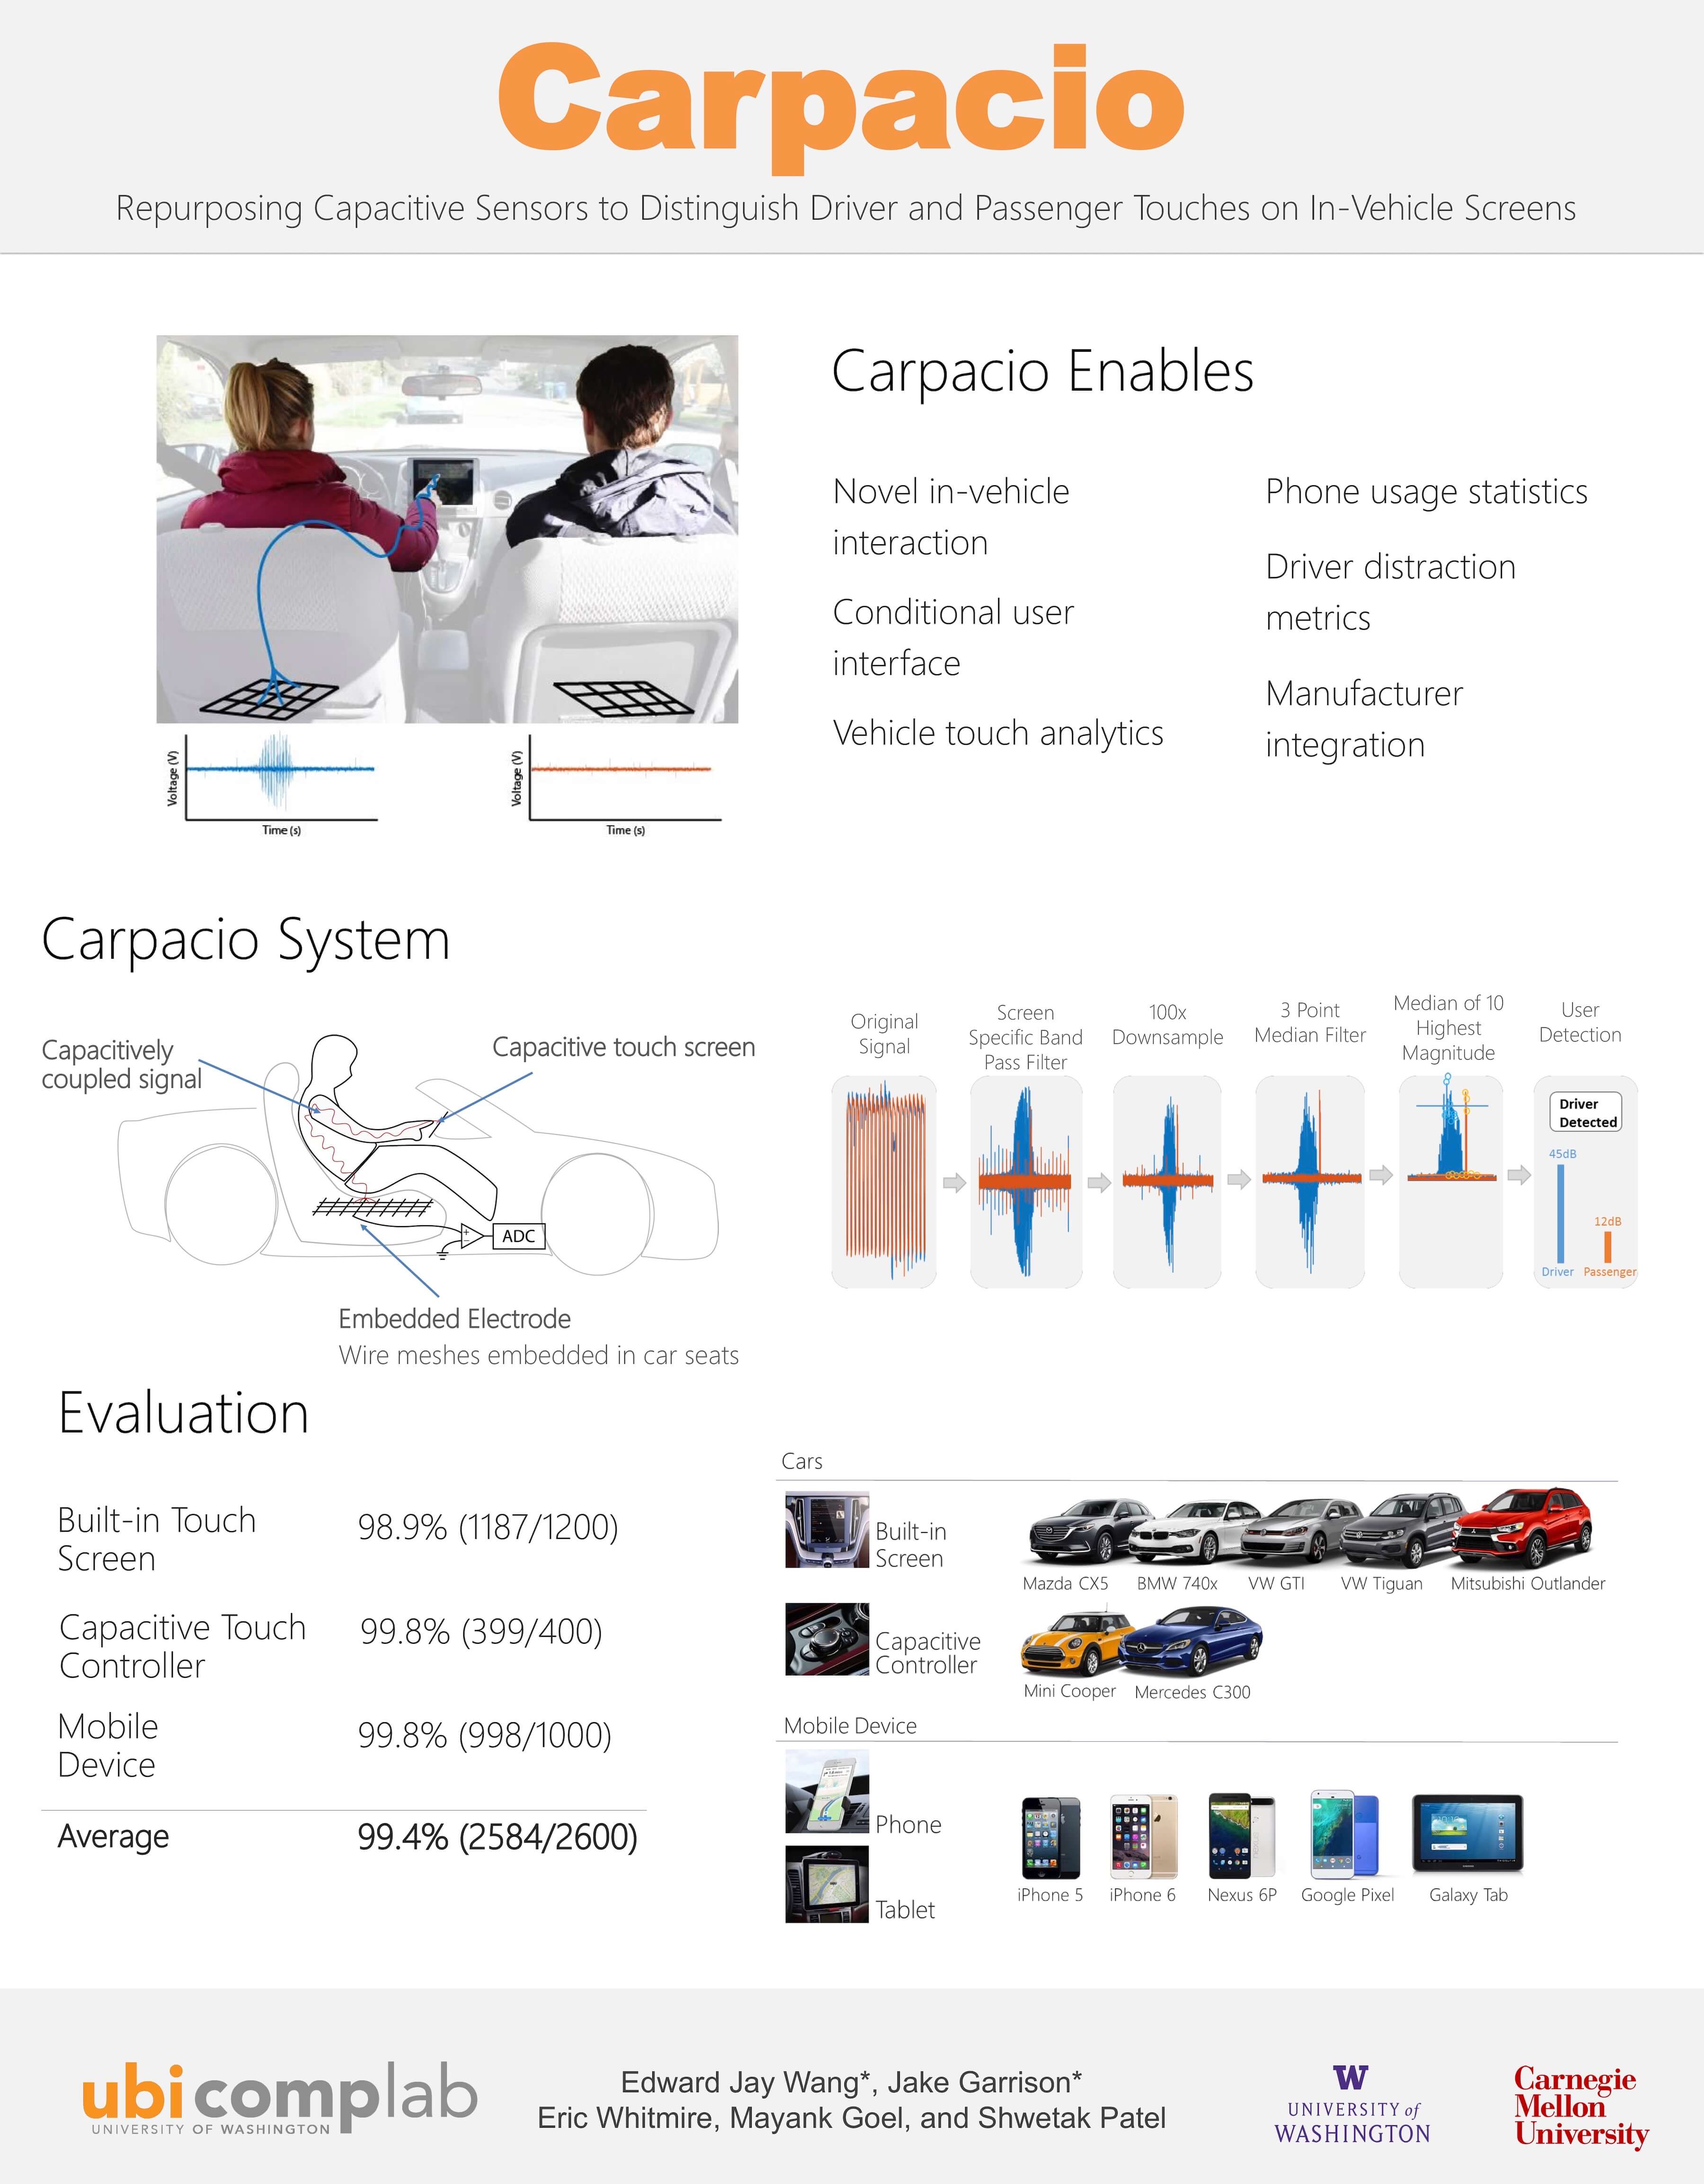 Carpacio
Repurposing Capacitive Sensors to Distinguish Driver and Passenger Touches on In-Vehicle Screens
Voltage (V)
Time (s)
Voltage (V)
Time (s)
Carpacio Enables
Novel in-vehicle
interaction
Conditional user
interface
Vehicle touch analytics
Phone usage statistics
Driver distraction
metrics
Manufacturer
integration
Carpacio System
Capacitively
coupled signal
Capacitive touch screen
ADC
Embedded Electrode
Wire meshes embedded in car seats
Original
Signal
Screen
Specific Band
Pass Filter
100x
Downsample
3 Point
Median Filter
Median of 10
Highest
Magnitude
User
Detection
Driver
Detected
45dB
12dB
Driver
Passenger
Evaluation
Built-in Touch
Screen
98.9% (1187/1200)
Capacitive Touch
Controller
99.8% (399/400)
Mobile
Device
99.8% (998/1000)
Average
99.4% (2584/2600)
Cars
Built-in
Screen
Mazda CX5
BMW 740x
VW GTI
VW Tiguan
Mitsubishi Outlander
Capacitive
Controller
Mini Cooper
Mercedes C300
Mobile Device
Phone
Tablet
iPhone 5
iPhone 6
Nexus 6P
Google Pixel
Galaxy Tab
ubicomplab
UNIVERSITY OF WASHINGTON
Edward Jay Wang*, Jake Garrison*
Eric Whitmire, Mayank Goel, and Shwetak Patel
W
UNIVERSITY of
WASHINGTON
Carnegie
Mellon
University